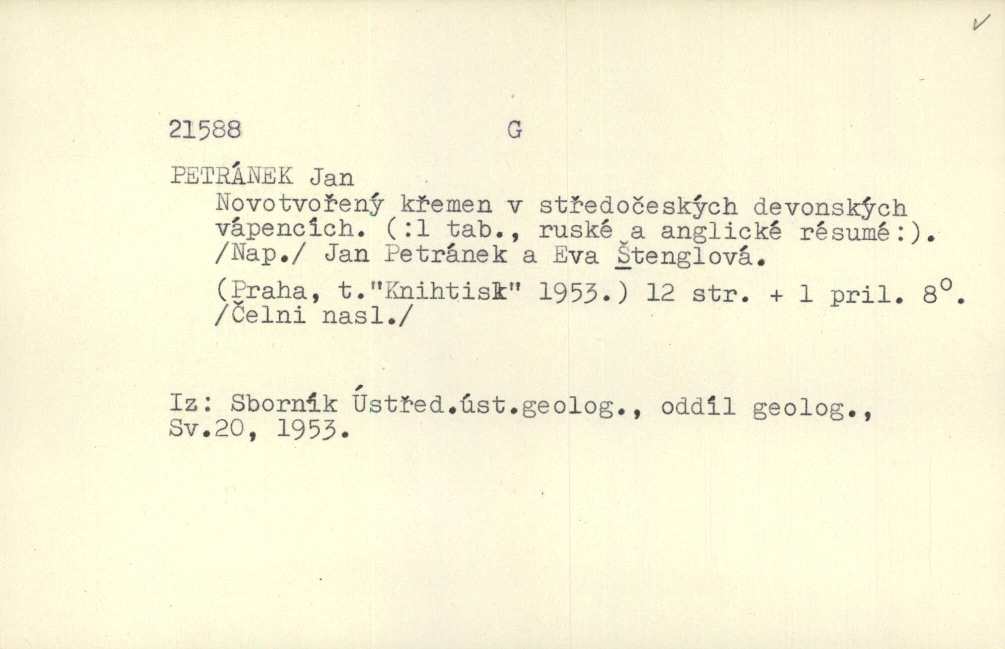 21588 G
PETRÁNEK Jan
Novotvořený křemen v středočeských devonských
vápencích. (:1 tab., ruské a anglické résumé:).
/Nap./ Jan Petránek a Eva Štenglová.
(Praha, t."Knihtisk" 1953.) 12 str. + 1 pril. 8°.
/Čelni nasl./
Iz: Sborník Ústřed.úst.geolog., oddíl geolog.,
Sv.20, 1953.